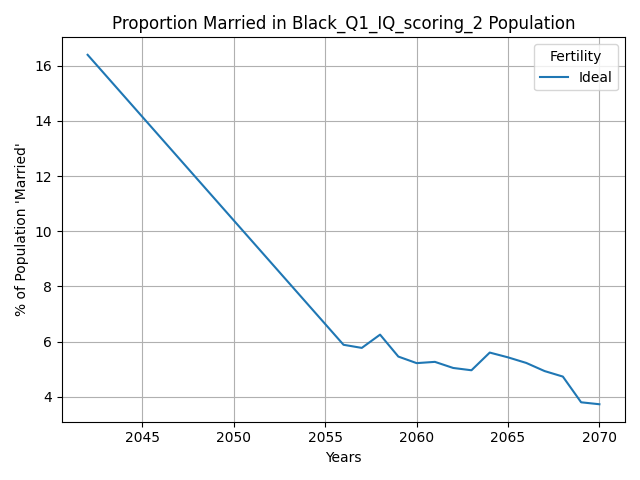 Proportion Married in Black_Q1_IQ_scoring_2 Population
Fertility
Ideal
% of Population 'Married'
16
14
12
10
8
6
4
2045 2050 2055 2060 2065 2070
Years